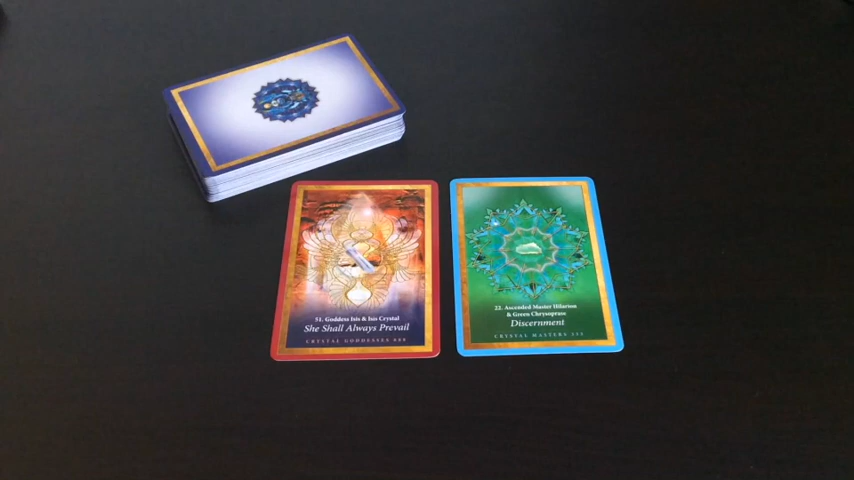 51. Goddess Isis & Isis Crystal
She Shall Always Prevail
CRYSTAL GODDESSES 888
22. Ascended Master Hilarion
& Green Chrysoprase
Discernment
CRYSTAL MASTERS 333